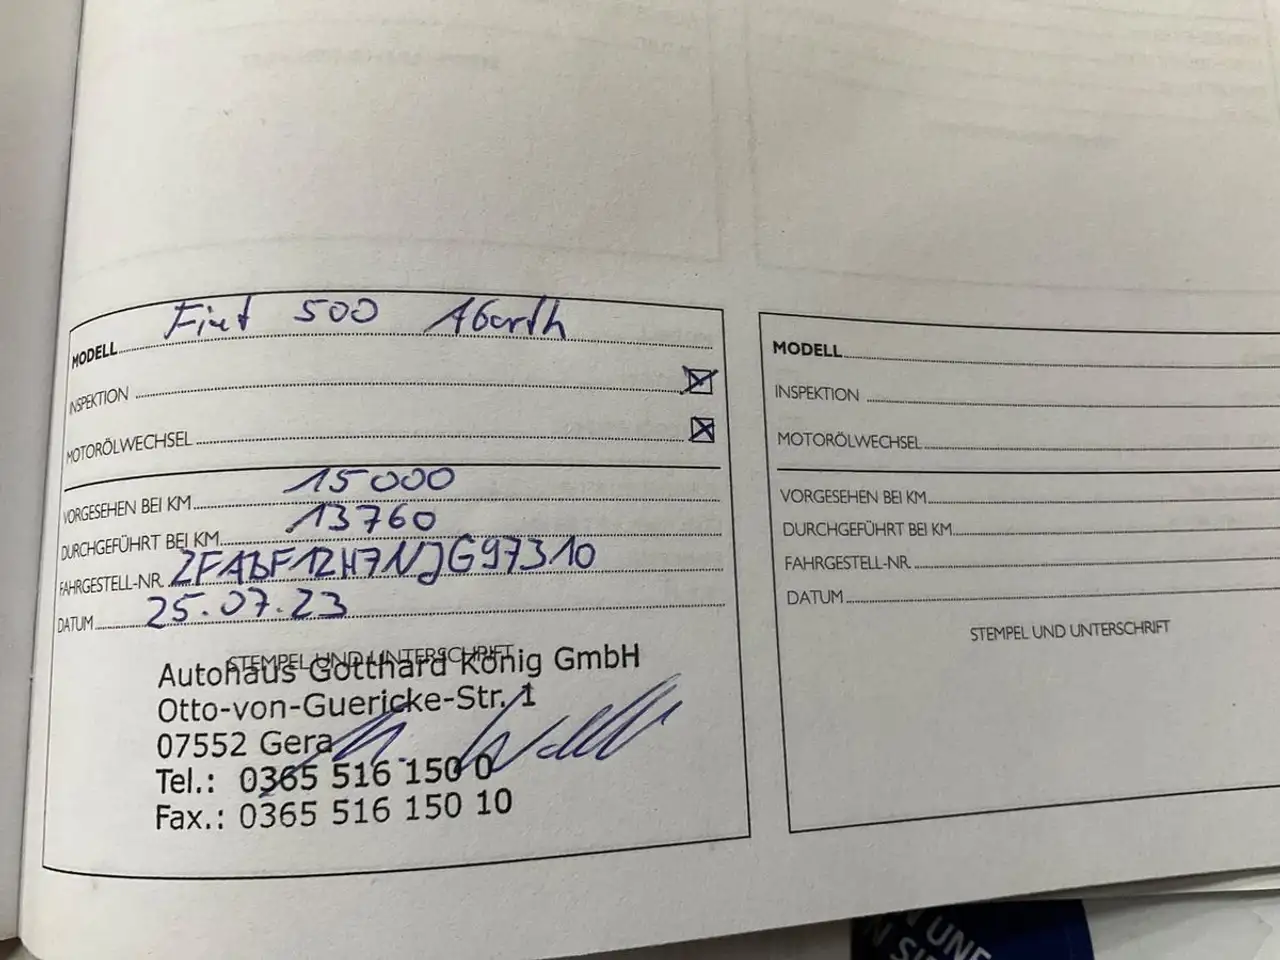 MODELL Fiat 500 Abarth
INSPEKTION ☒
MOTORÖLWECHSEL ☒
VORGESEHEN BEI KM 15000
DURCHGEFÜHRT BEI KM 13760
FAHRGESTELL-NR. ZFABF12H7NJG97310
DATUM 25.07.23
STEMPEL UND UNTERSCHRIFT
Autohaus Gotthard König GmbH
Otto-von-Guericke-Str. 1
07552 Gera
Tel.: 0365 516 150 0
Fax.: 0365 516 150 10
MODELL
INSPEKTION
MOTORÖLWECHSEL
VORGESEHEN BEI KM
DURCHGEFÜHRT BEI KM
FAHRGESTELL-NR.
DATUM
STEMPEL UND UNTERSCHRIFT